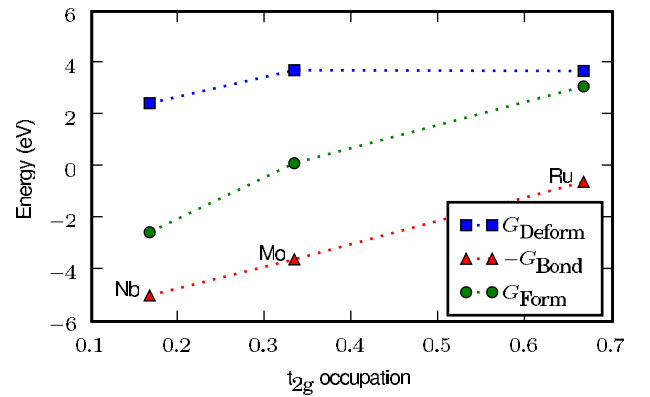 6
4
2
0
−2
−4
−6
Energy (eV)
Nb
Mo
Ru
G_Deform
−G_Bond
G_Form
0.1 0.2 0.3 0.4 0.5 0.6 0.7
t_2g occupation